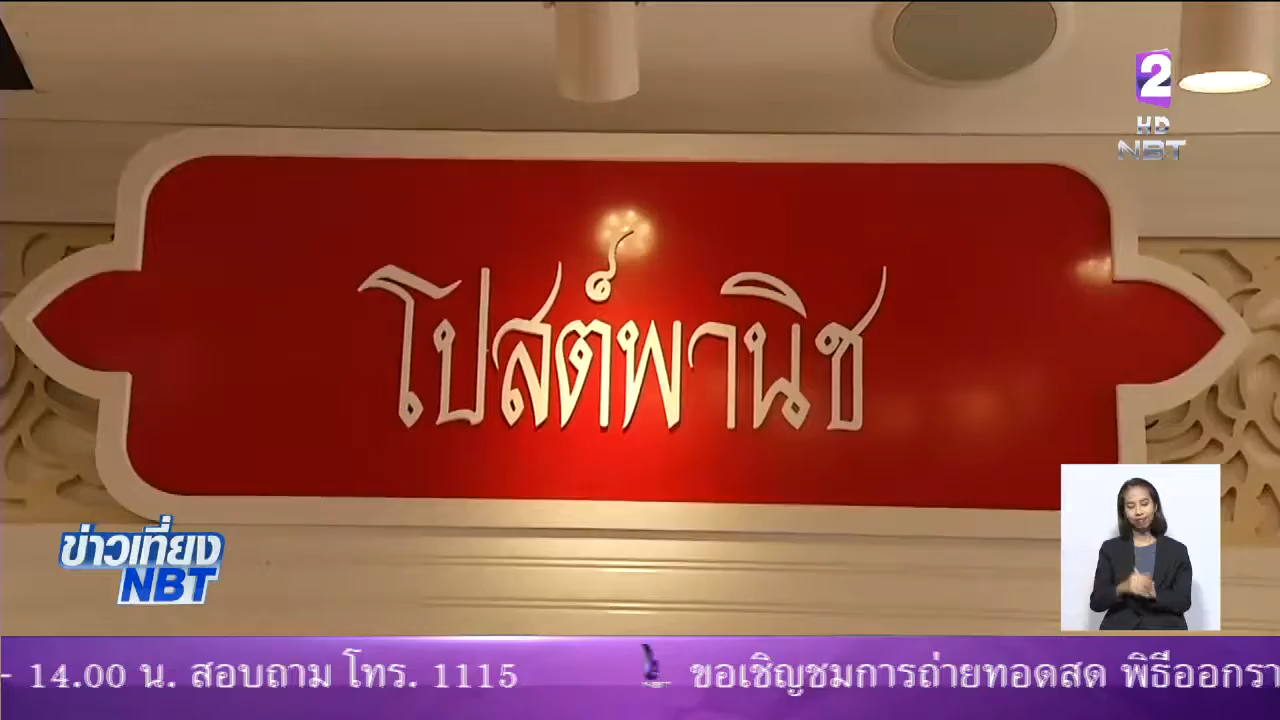 2
HD
NBT
โปสต์พานิช
ข่าวเที่ยง
NBT
- 14.00 น. สอบถาม โทร. 1115 ขอเชิญชมการถ่ายทอดสด พิธีออกรา